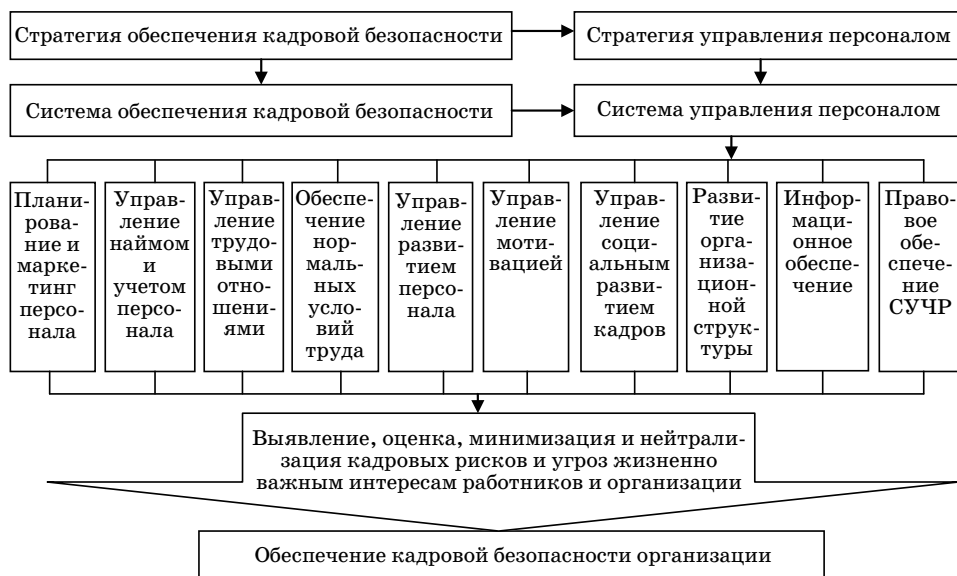 Стратегия обеспечения кадровой безопасности
Стратегия управления персоналом
Система обеспечения кадровой безопасности
Система управления персоналом
Плани-
рование и
марке-
тинг
персо-
нала
Управ-
ление
наймом
и
учетом
персо-
нала
Управ-
ление
трудо-
выми
отно-
шени-
ями
Обеспе-
чение
нор-
маль-
ных
усло-
вий
труда
Управ-
ление
разви-
тием
персо-
нала
Управ-
ление
моти-
вацией
Управ-
ление
соци-
альным
разви-
тием
кадров
Разви-
тие
орга-
низа-
цион-
ной
струк-
туры
Инфор-
маци-
онное
обеспе-
чение
Право-
вое обе-
спече-
ние
СУЧР
Выявление, оценка, минимизация и нейтрали-
зация кадровых рисков и угроз жизненно
важным интересам работников и организации
Обеспечение кадровой безопасности организации